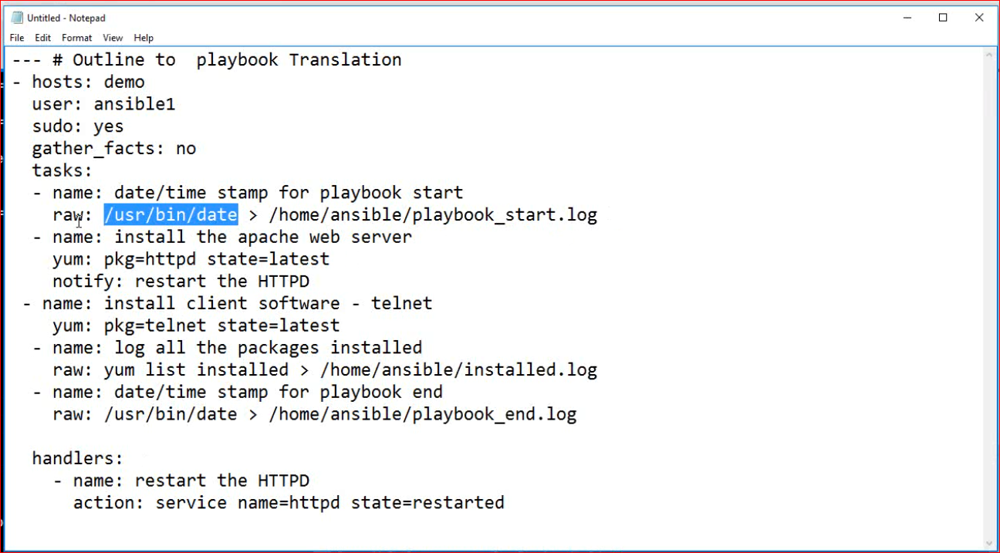 Untitled - Notepad
File Edit Format View Help
--- # Outline to  playbook Translation
- hosts: demo
  user: ansible1
  sudo: yes
  gather_facts: no
  tasks:
  - name: date/time stamp for playbook start
    raw: /usr/bin/date > /home/ansible/playbook_start.log
  - name: install the apache web server
    yum: pkg=httpd state=latest
    notify: restart the HTTPD
 - name: install client software - telnet
    yum: pkg=telnet state=latest
  - name: log all the packages installed
    raw: yum list installed > /home/ansible/installed.log
  - name: date/time stamp for playbook end
    raw: /usr/bin/date > /home/ansible/playbook_end.log
  handlers:
    - name: restart the HTTPD
      action: service name=httpd state=restarted